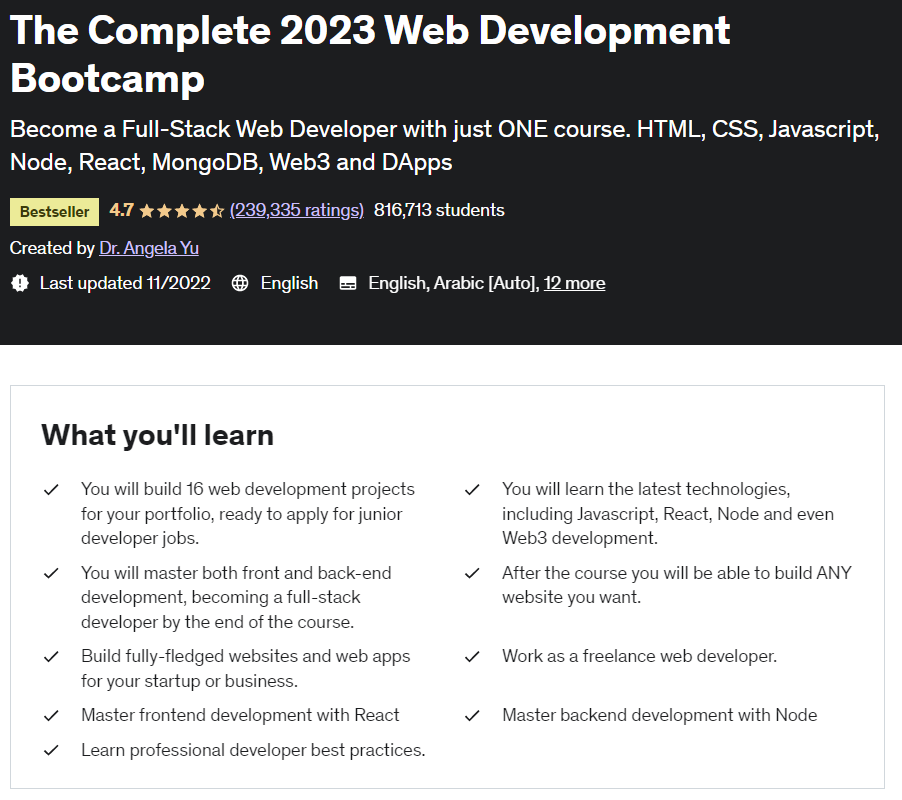 The Complete 2023 Web Development
Bootcamp
Become a Full-Stack Web Developer with just ONE course. HTML, CSS, Javascript,
Node, React, MongoDB, Web3 and DApps
Bestseller 4.7 (239,335 ratings) 816,713 students
Created by Dr. Angela Yu
Last updated 11/2022 English English, Arabic [Auto], 12 more
What you'll learn
You will build 16 web development projects
for your portfolio, ready to apply for junior
developer jobs.
You will learn the latest technologies,
including Javascript, React, Node and even
Web3 development.
You will master both front and back-end
development, becoming a full-stack
developer by the end of the course.
After the course you will be able to build ANY
website you want.
Build fully-fledged websites and web apps
for your startup or business.
Work as a freelance web developer.
Master frontend development with React
Master backend development with Node
Learn professional developer best practices.